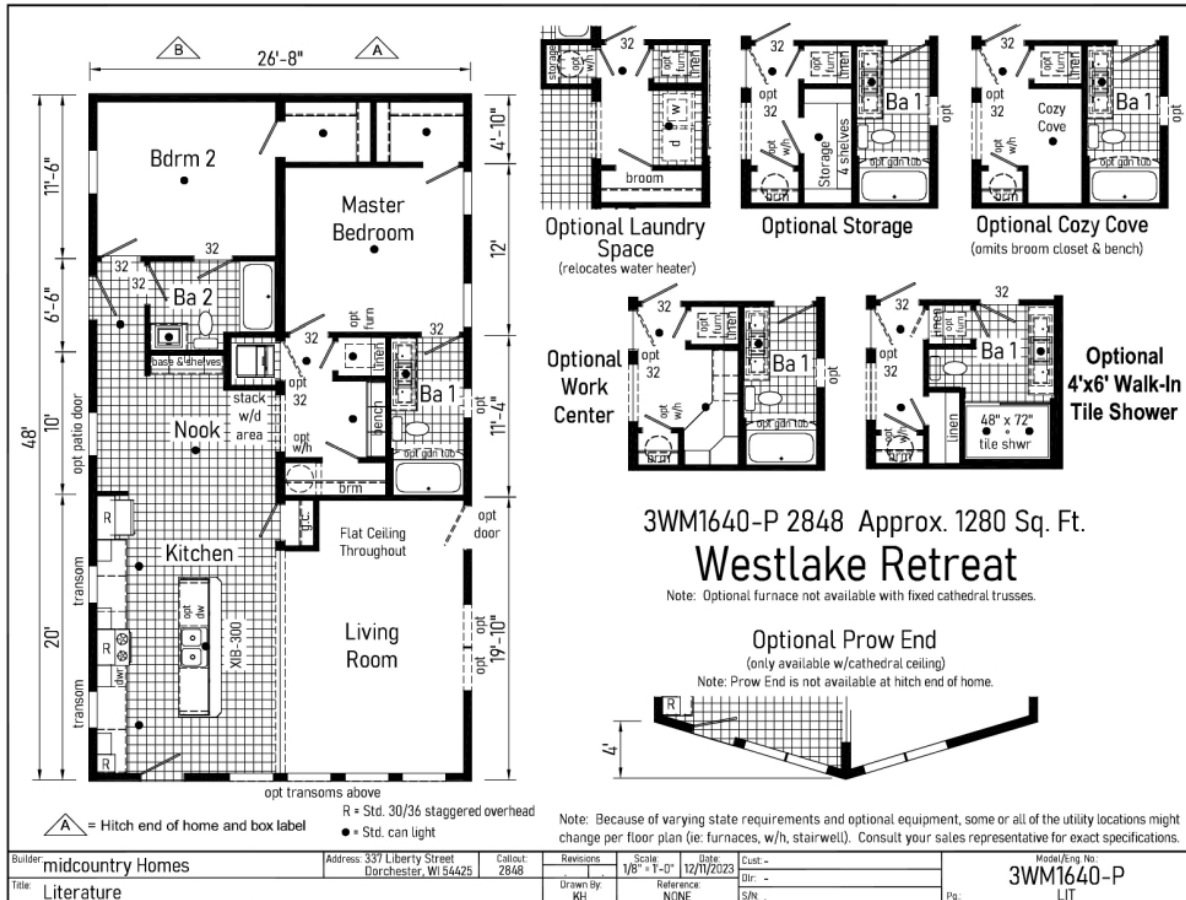 B
A
26'-8"
48'
11'-6"
6'-6"
10'
20'
4'-10"
12'
11'-4"
19'-10"
Bdrm 2
Master
Bedroom
32
32
32
Ba 2
opt
furn
32
32
base & shelves
stack
w/d
area
opt
32
linen
Ba 1
opt
bench
opt
w/h
opt gdn tub
brm
opt patio door
Nook
R
g.c.
Flat Ceiling
Throughout
opt
door
Kitchen
transom
opt
dw
XIB-300
R
dwr
transom
R
Living
Room
opt
opt
opt transoms above
A = Hitch end of home and box label
R = Std. 30/36 staggered overhead
● = Std. can light
storage
opt
w/h
32
opt
furn
linen
w
d
broom
Optional Laundry
Space
(relocates water heater)
32
opt
furn
linen
opt
32
Ba 1
opt
opt
w/h
Storage
4 shelves
opt gdn tub
brm
Optional Storage
32
opt
furn
linen
opt
32
Cozy
Cove
Ba 1
opt
opt
w/h
opt gdn tub
brm
Optional Cozy Cove
(omits broom closet & bench)
Optional
Work
Center
32
opt
furn
linen
opt
32
Ba 1
opt
opt
w/h
opt gdn tub
brm
32
32
linen
opt
furn
Ba 1
opt
w/h
brm
linen
48" x 72"
tile shwr
Optional
4'x6' Walk-In
Tile Shower
3WM1640-P 2848 Approx. 1280 Sq. Ft.
Westlake Retreat
Note: Optional furnace not available with fixed cathedral trusses.
Optional Prow End
(only available w/cathedral ceiling)
Note: Prow End is not available at hitch end of home.
R
4'
Note: Because of varying state requirements and optional equipment, some or all of the utility locations might
change per floor plan (ie: furnaces, w/h, stairwell). Consult your sales representative for exact specifications.
Builder: midcountry Homes
Address: 337 Liberty Street
Dorchester, WI 54425
Callout:
2848
Revisions
Scale:
1/8" = 1'-0"
Date:
12/11/2023
Cust: -
Dlr: -
S/N: .
Model/Eng. No.:
3WM1640-P
Title: Literature
Drawn By:
KH
Reference:
NONE
Pg.: LIT